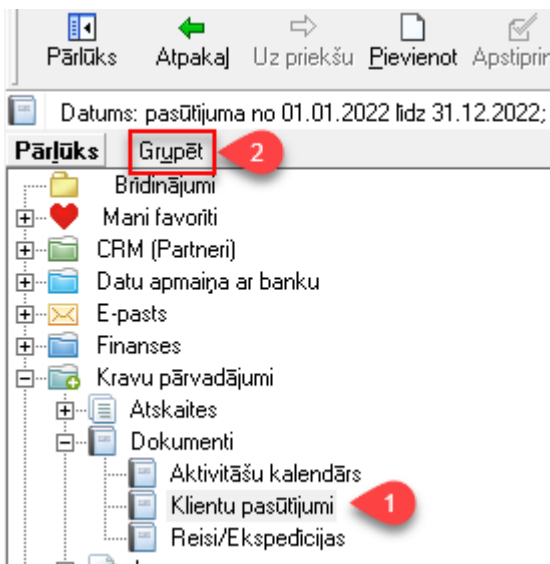 Pārlūks Atpakaļ Uz priekšu Pievienot Apstiprin
Datums: pasūtījuma no 01.01.2022 līdz 31.12.2022;
Pārlūks Grupēt 2
Brīdinājumi
Mani favorīti
CRM (Partneri)
Datu apmaiņa ar banku
E-pasts
Finanses
Kravu pārvadājumi
Atskaites
Dokumenti
Aktivitāšu kalendārs
Klientu pasūtījumi 1
Reisi/Ekspedīcijas